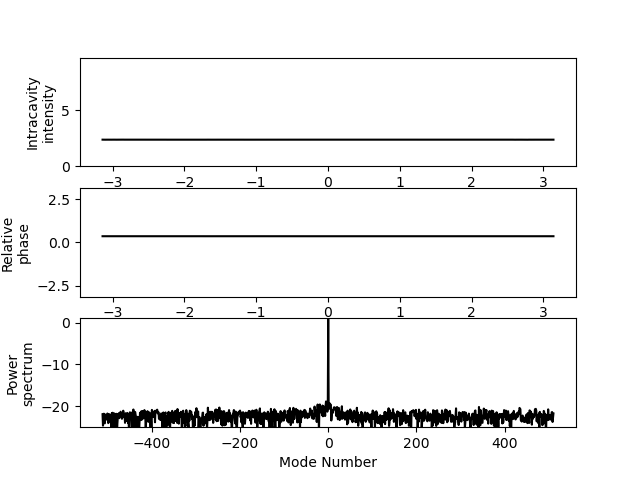 Intracavity
intensity
5
0
−3 −2 −1 0 1 2 3
Relative
phase
2.5
0.0
−2.5
−3 −2 −1 0 1 2 3
Power
spectrum
0
−10
−20
−400 −200 0 200 400
Mode Number